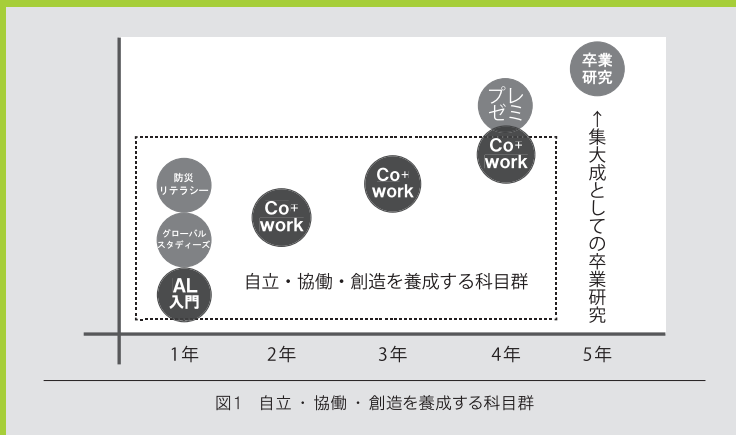 卒業
研究
プレ
ゼミ
Co+
work
Co+
work
Co+
work
防災
リテラシー
グローバル
スタディーズ
AL
入門
自立・協働・創造を養成する科目群
↑集大成としての卒業研究
1年
2年
3年
4年
5年
図1 自立 ・ 協働 ・ 創造を養成する科目群